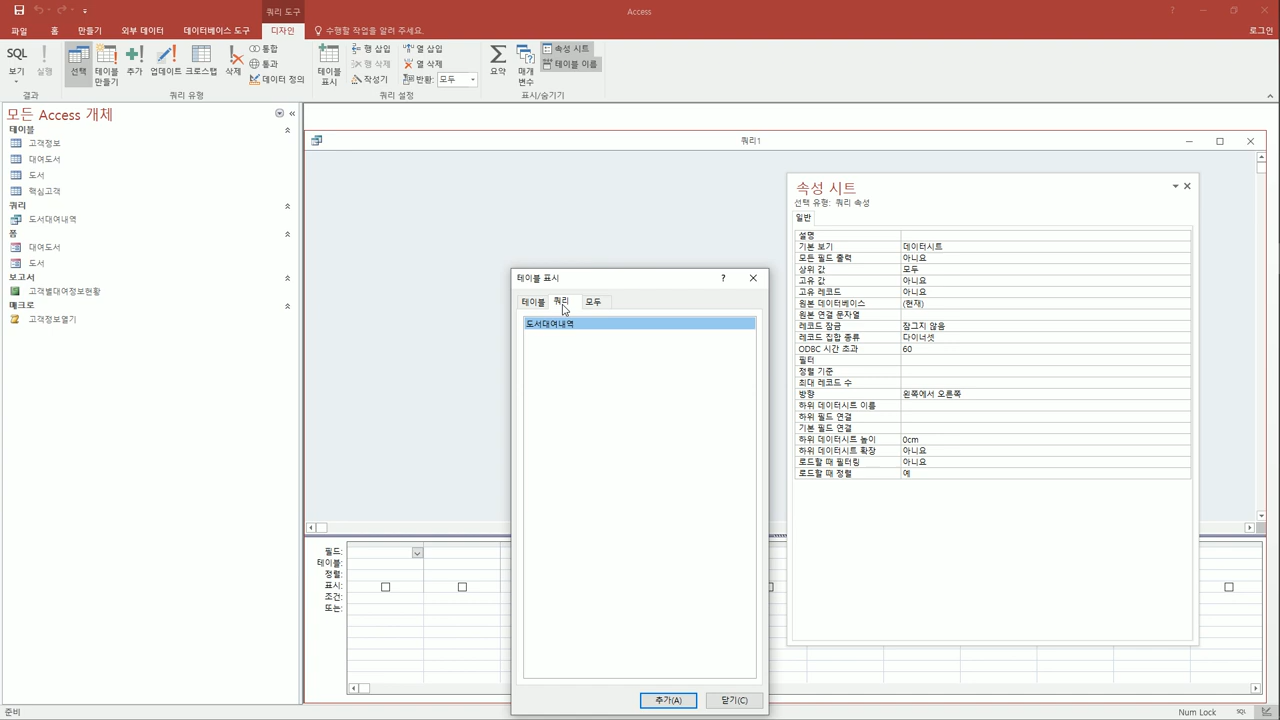 쿼리 도구
Access
파일
홈
만들기
외부 데이터
데이터베이스 도구
디자인
수행할 작업을 알려 주세요.
로그인
SQL
보기
실행
결과
선택
테이블
만들기
추가
업데이트
크로스탭
삭제
통합
통과
데이터 정의
쿼리 유형
테이블
표시
행 삽입
행 삭제
작성기
열 삽입
열 삭제
반환: 모두
쿼리 설정
요약
매개
변수
속성 시트
테이블 이름
표시/숨기기
모든 Access 개체
테이블
고객정보
대여도서
도서
핵심고객
쿼리
도서대여내역
폼
대여도서
도서
보고서
고객별대여정보현황
매크로
고객정보열기
쿼리1
속성 시트
선택 유형: 쿼리 속성
일반
설명
기본 보기 데이터시트
모든 필드 출력 아니요
상위 값 모두
고유 값 아니요
고유 레코드 아니요
원본 데이터베이스 (현재)
원본 연결 문자열
레코드 잠금 잠그지 않음
레코드 집합 종류 다이너셋
ODBC 시간 초과 60
필터
정렬 기준
최대 레코드 수
방향 왼쪽에서 오른쪽
하위 데이터시트 이름
하위 필드 연결
기본 필드 연결
하위 데이터시트 높이 0cm
하위 데이터시트 확장 아니요
로드할 때 필터링 아니요
로드할 때 정렬 예
테이블 표시
?
테이블
쿼리
모두
도서대여내역
추가(A)
닫기(C)
필드:
테이블:
정렬:
표시:
조건:
또는:
준비
Num Lock
SQL